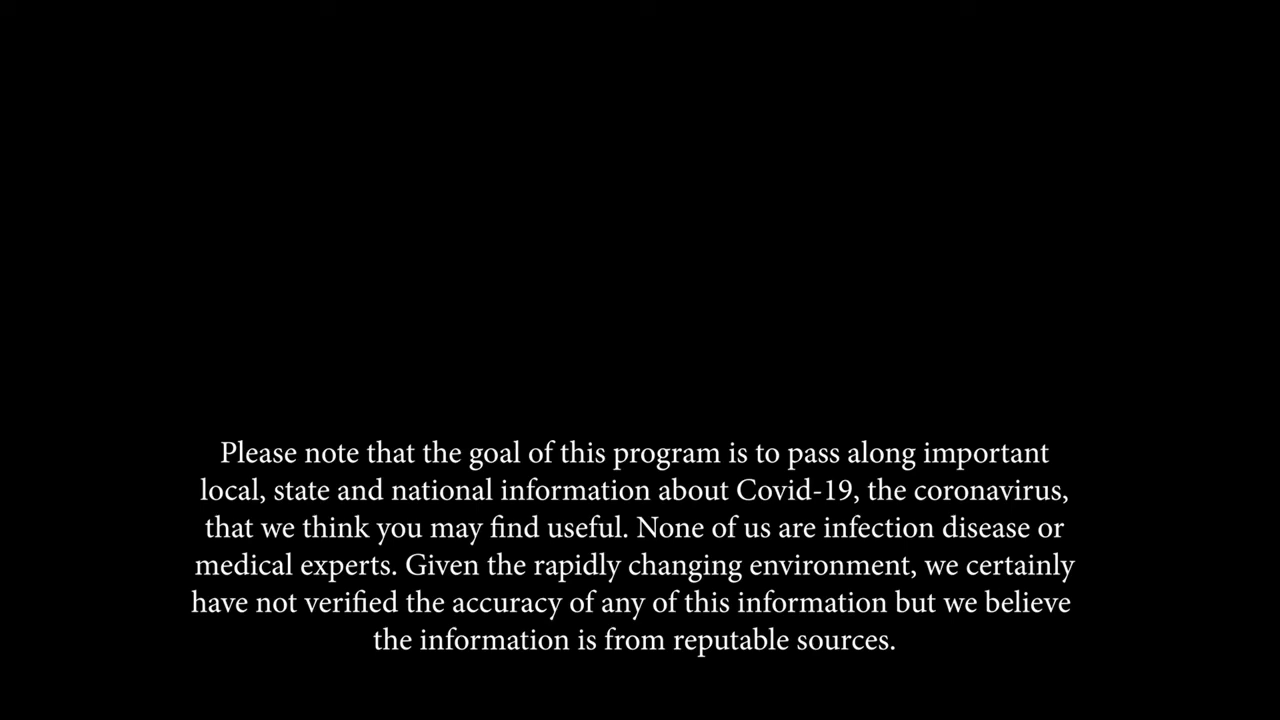 Please note that the goal of this program is to pass along important
local, state and national information about Covid-19, the coronavirus,
that we think you may find useful. None of us are infection disease or
medical experts. Given the rapidly changing environment, we certainly
have not verified the accuracy of any of this information but we believe
the information is from reputable sources.